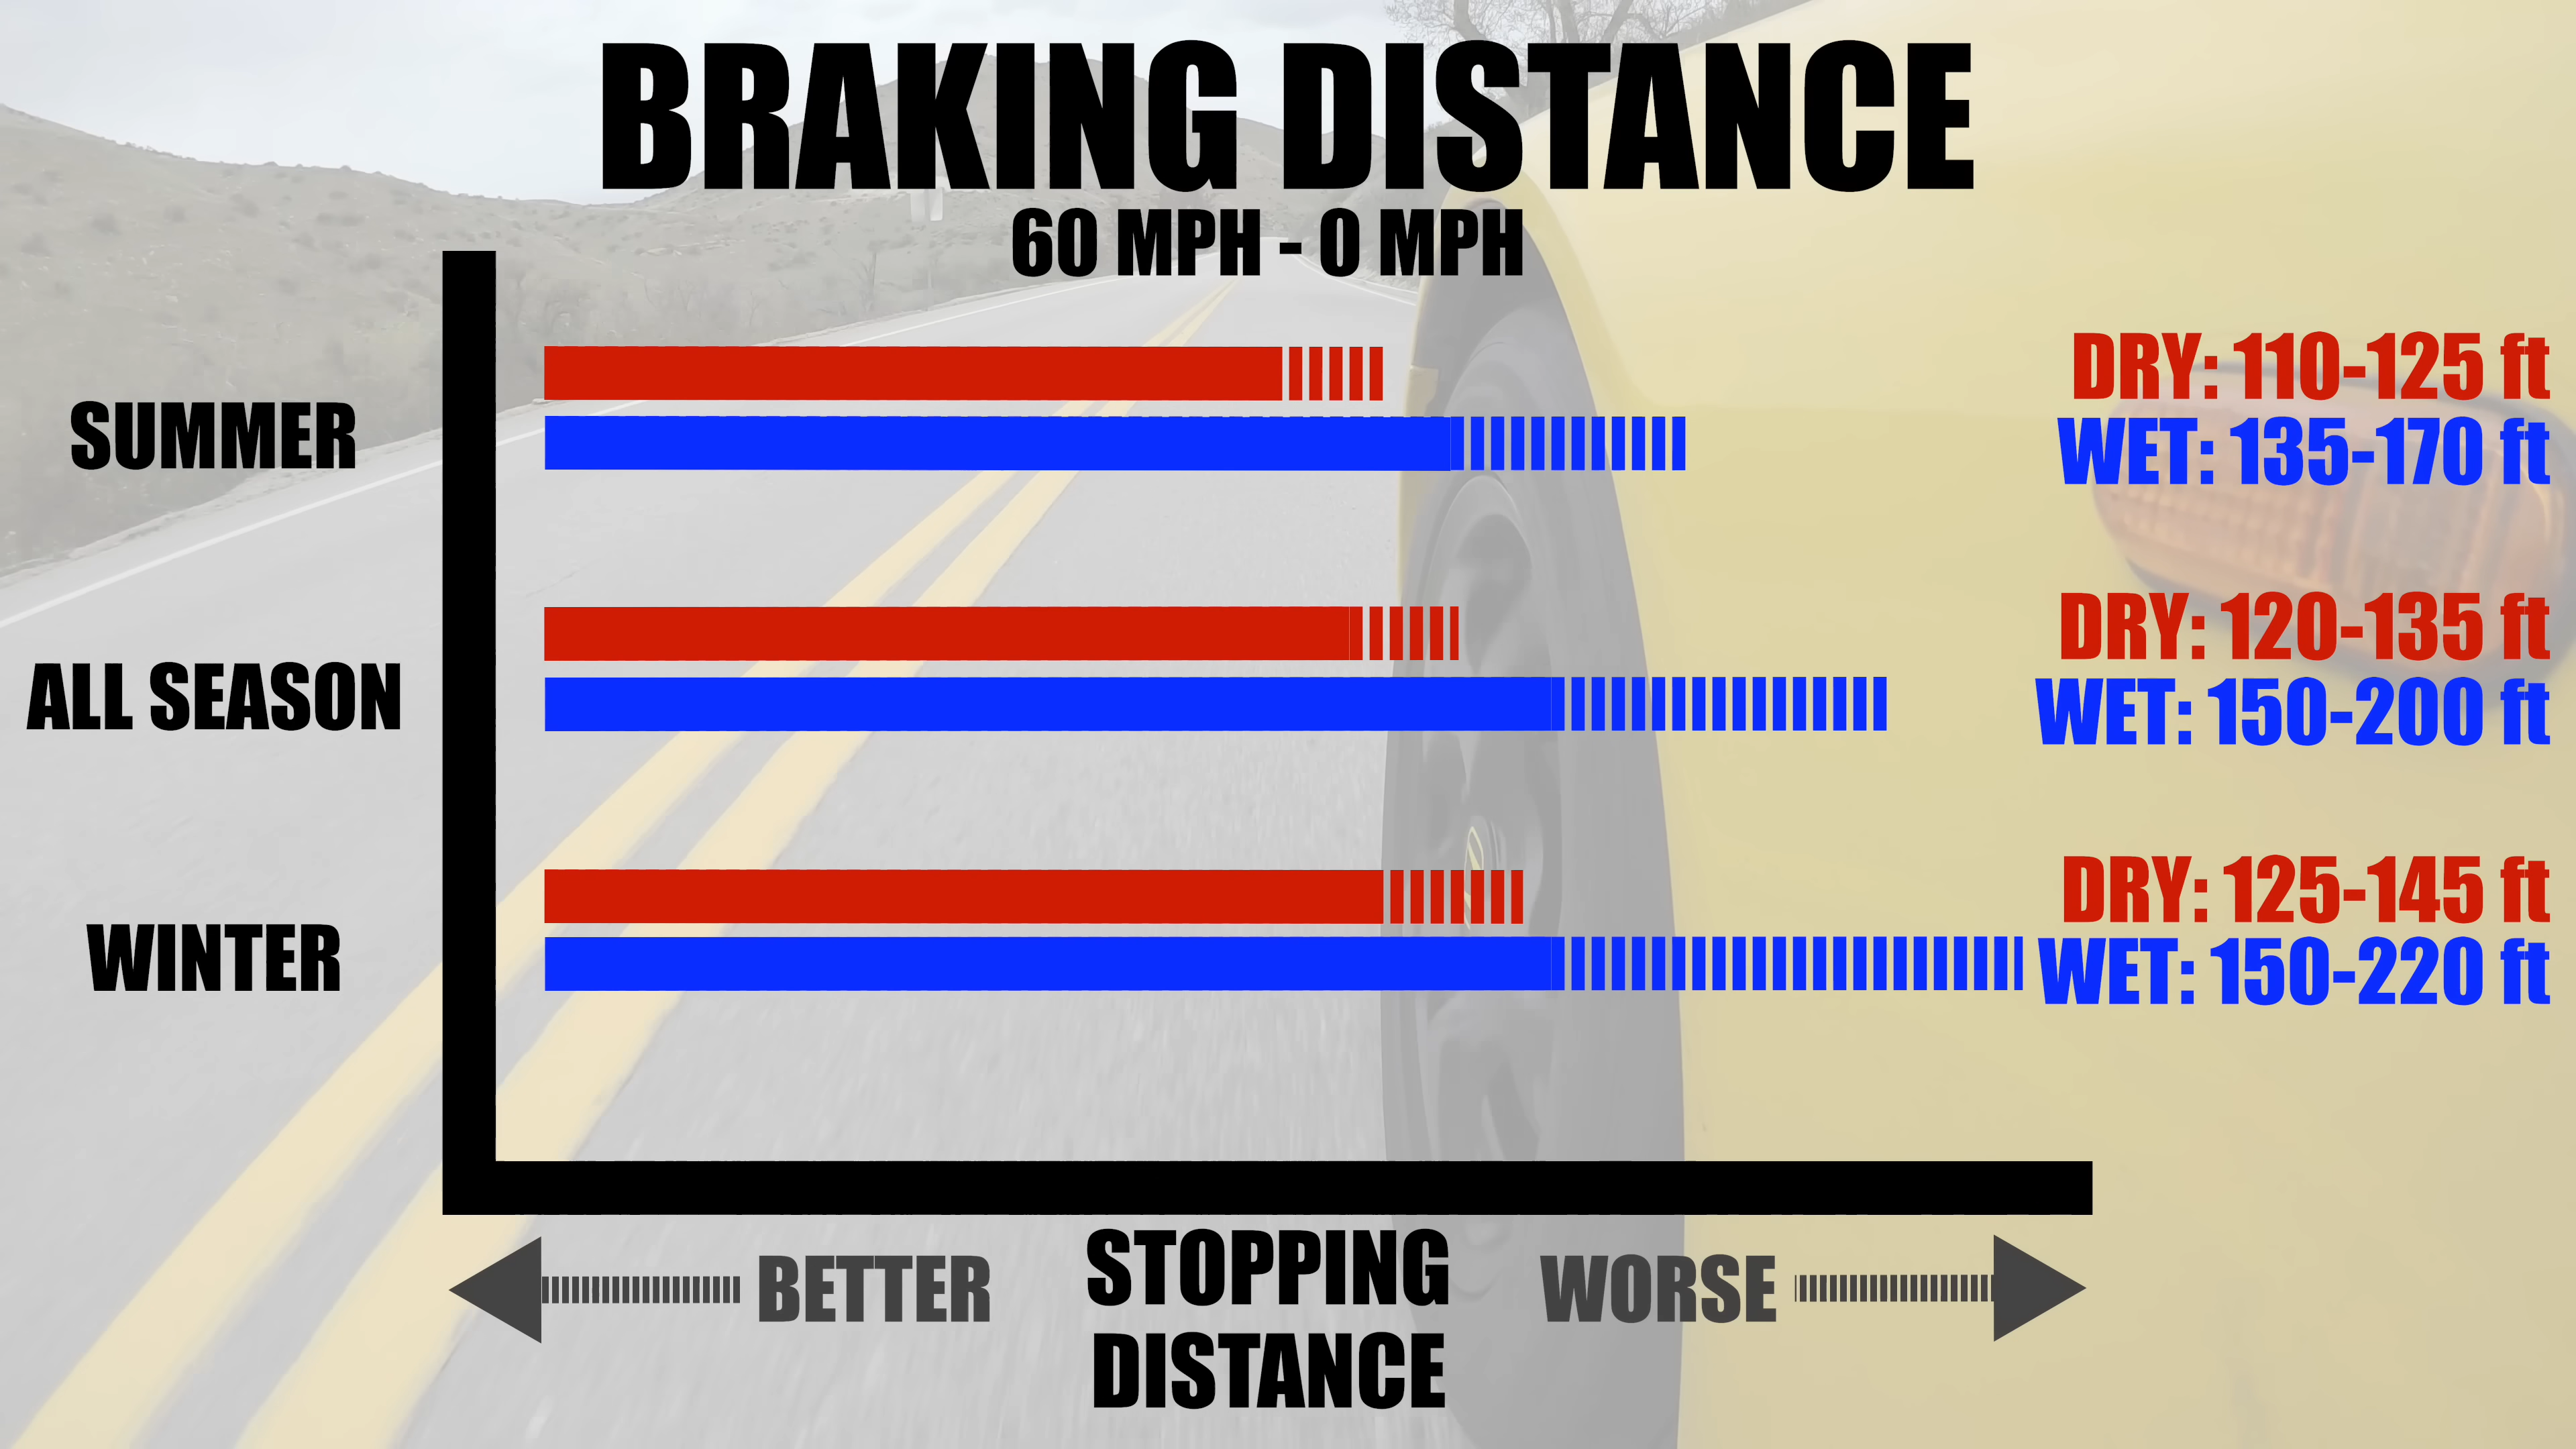 BRAKING DISTANCE
60 MPH - 0 MPH
SUMMER
DRY: 110-125 ft
WET: 135-170 ft
ALL SEASON
DRY: 120-135 ft
WET: 150-200 ft
WINTER
DRY: 125-145 ft
WET: 150-220 ft
BETTER
STOPPING
DISTANCE
WORSE